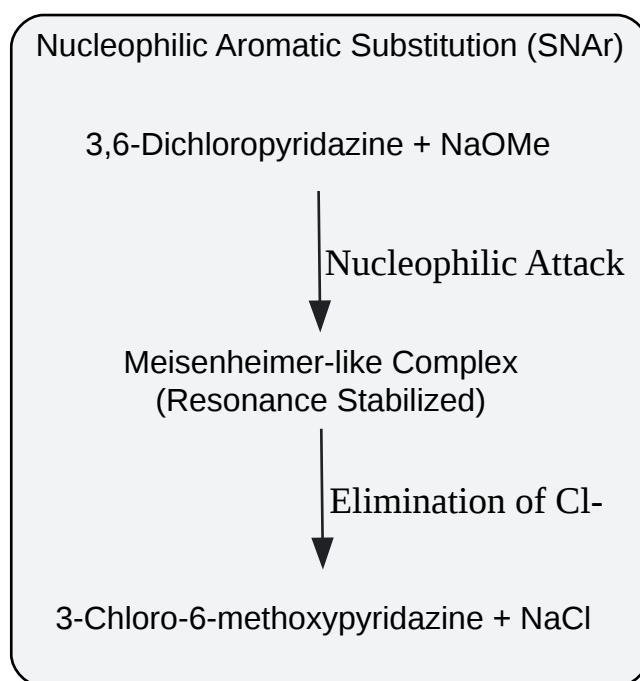 Nucleophilic Aromatic Substitution (SNAr)
3,6-Dichloropyridazine + NaOMe
Nucleophilic Attack
Meisenheimer-like Complex
(Resonance Stabilized)
Elimination of Cl-
3-Chloro-6-methoxypyridazine + NaCl